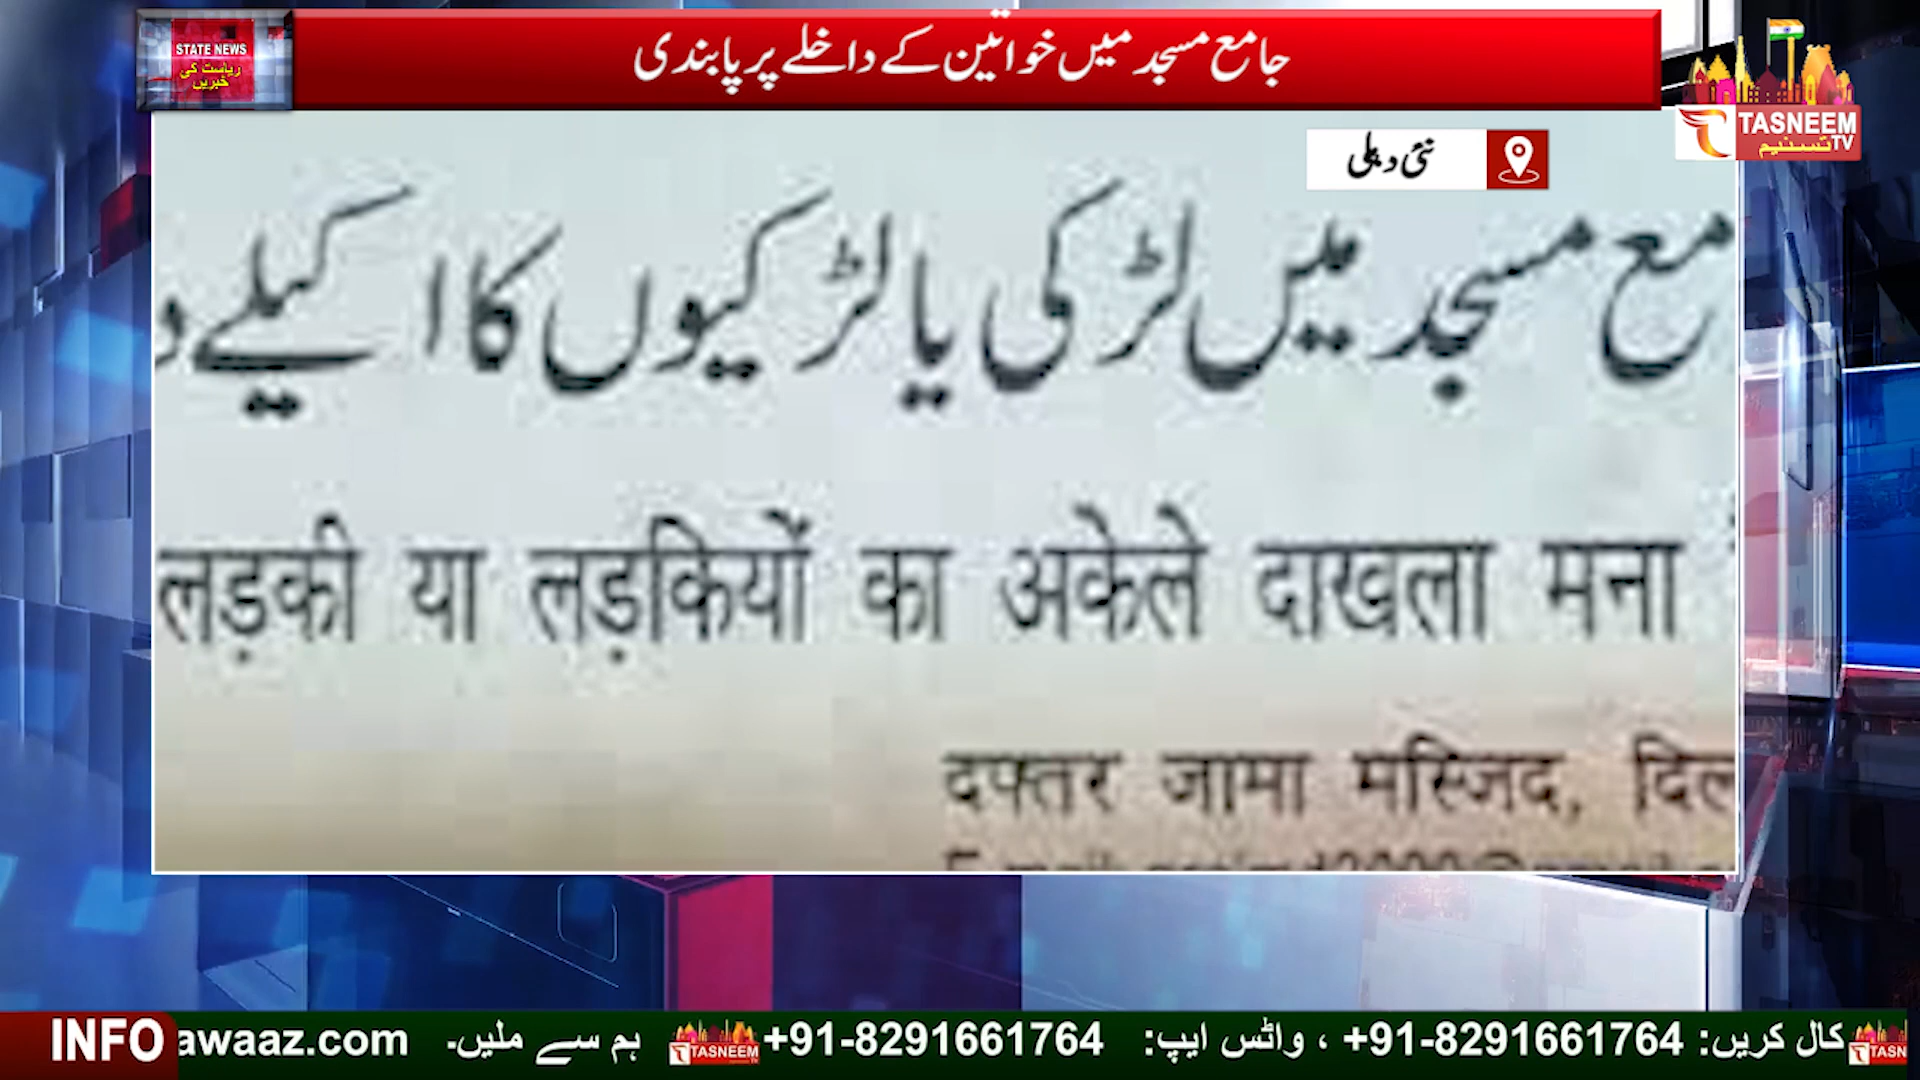 STATE NEWS
ریاست کی
خبریں
جامع مسجد میں خواتین کے داخلے پر پابندی
TASNEEM
تسنیم TV
نئی دہلی
مع مسجد میں لڑکی یا لڑکیوں کا اکیلے
लड़की या लड़कियों का अकेले दाखला मना
दफ्तर जामा मस्जिद,
INFO
کال کریں: +91-8291661764 ، واٹس ایپ: +91-8291661764 TASNEEM ہم سے ملیں۔ awaaz.com